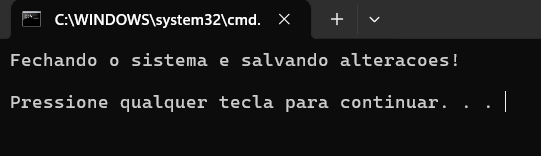 C:\WINDOWS\system32\cmd.
Fechando o sistema e salvando alteracoes!
Pressione qualquer tecla para continuar. . .